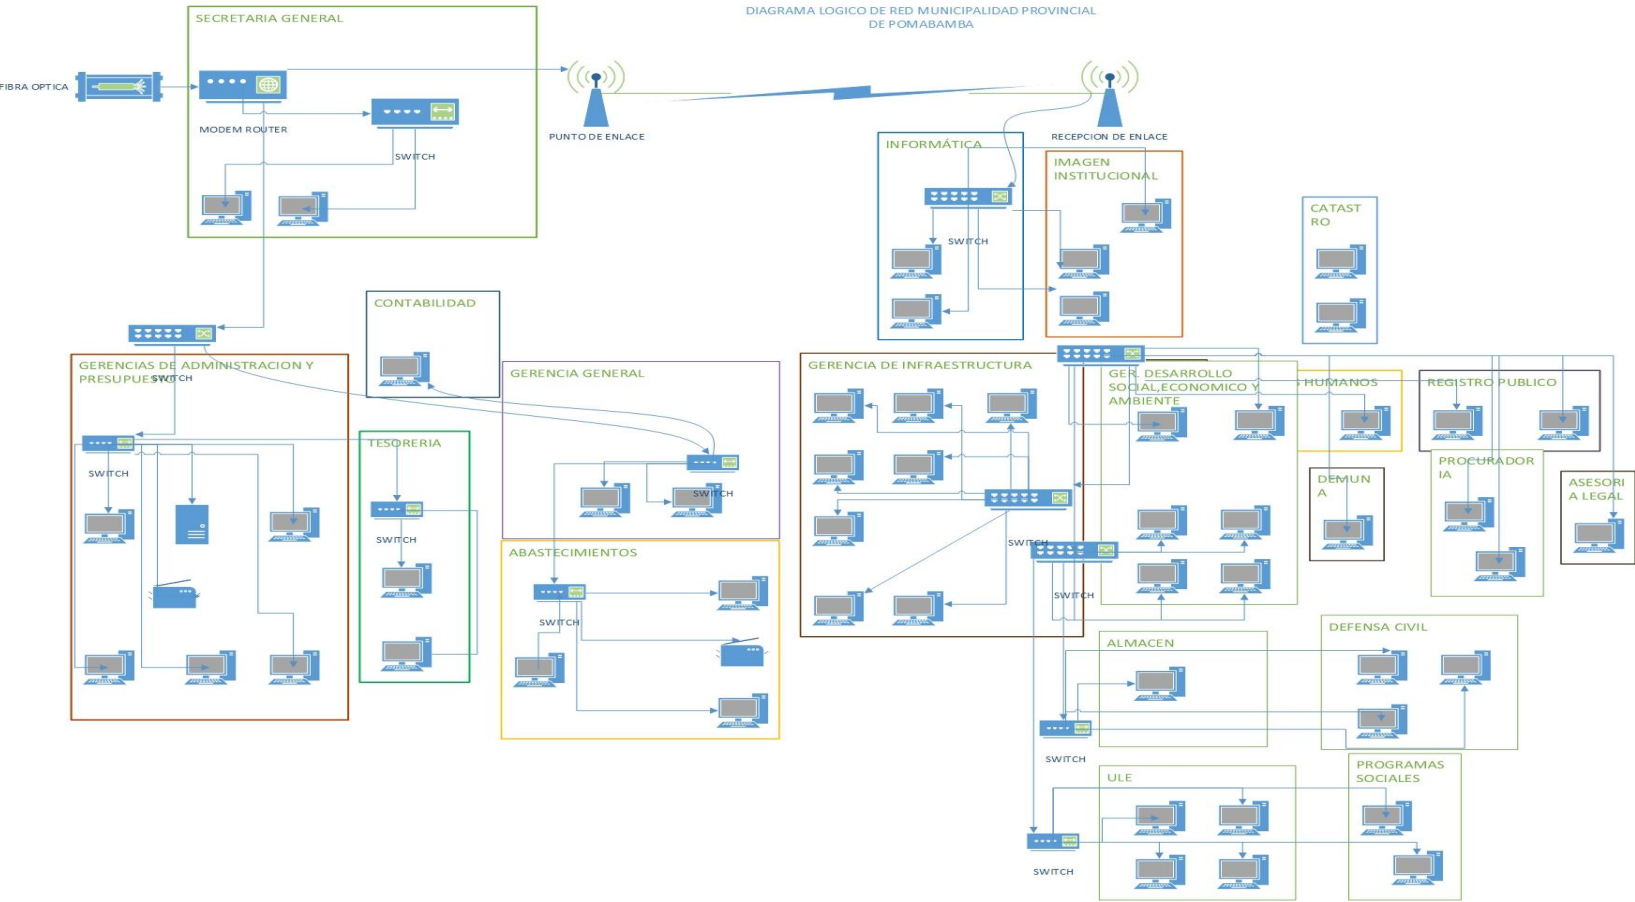 DIAGRAMA LOGICO DE RED MUNICIPALIDAD PROVINCIAL
DE POMABAMBA
SECRETARIA GENERAL
FIBRA OPTICA
MODEM ROUTER
SWITCH
PUNTO DE ENLACE
RECEPCION DE ENLACE
INFORMÁTICA
SWITCH
IMAGEN
INSTITUCIONAL
CATAST
RO
CONTABILIDAD
GERENCIAS DE ADMINISTRACION Y
PRESUPUESTO
SWITCH
SWITCH
TESORERIA
SWITCH
GERENCIA GENERAL
SWITCH
ABASTECIMIENTOS
SWITCH
GERENCIA DE INFRAESTRUCTURA
SWITCH
SWITCH
GER. DESARROLLO
SOCIAL,ECONOMICO Y
AMBIENTE
HUMANOS
REGISTRO PUBLICO
DEMUN
A
PROCURADOR
IA
ASESORI
A LEGAL
ALMACEN
SWITCH
DEFENSA CIVIL
ULE
SWITCH
PROGRAMAS
SOCIALES